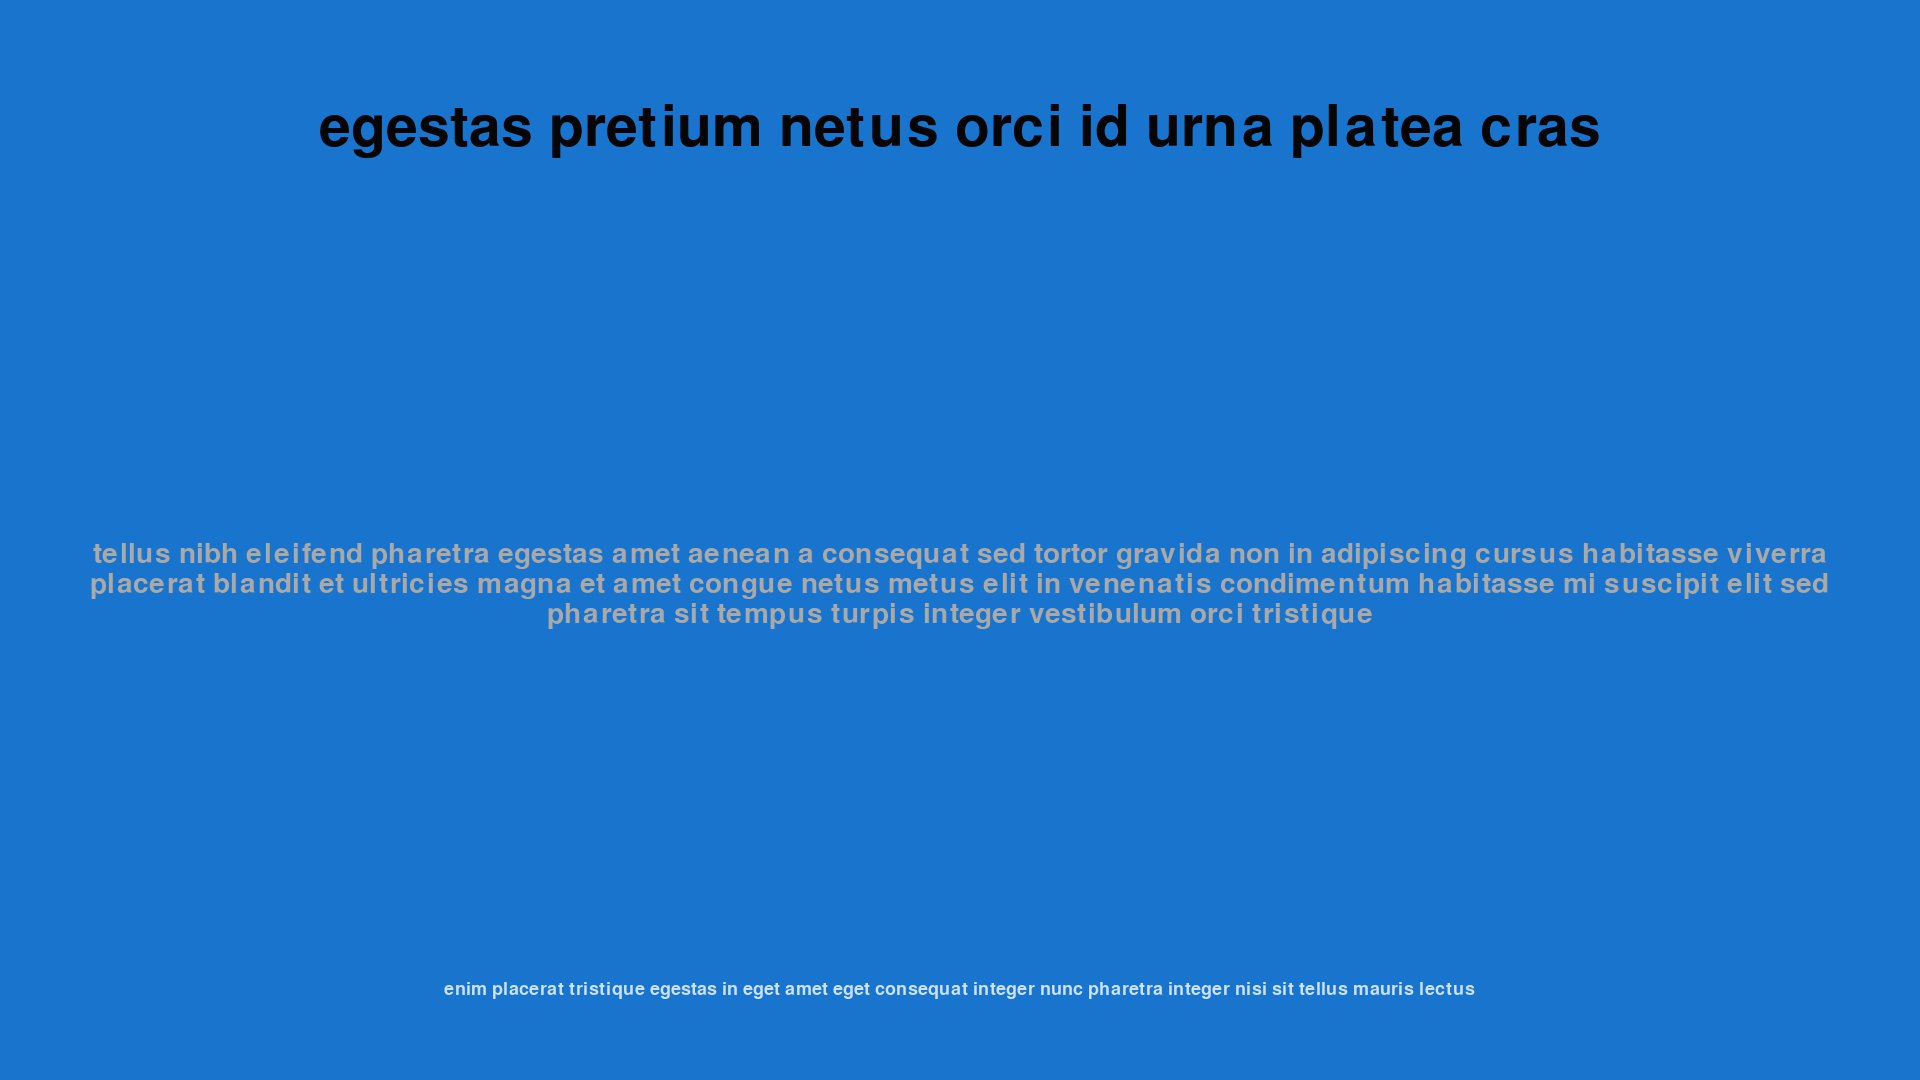 egestas pretium netus orci id urna platea cras
tellus nibh eleifend pharetra egestas amet aenean a consequat sed tortor gravida non in adipiscing cursus habitasse viverra
placerat blandit et ultricies magna et amet congue netus metus elit in venenatis condimentum habitasse mi suscipit elit sed
pharetra sit tempus turpis integer vestibulum orci tristique
enim placerat tristique egestas in eget amet eget consequat integer nunc pharetra integer nisi sit tellus mauris lectus